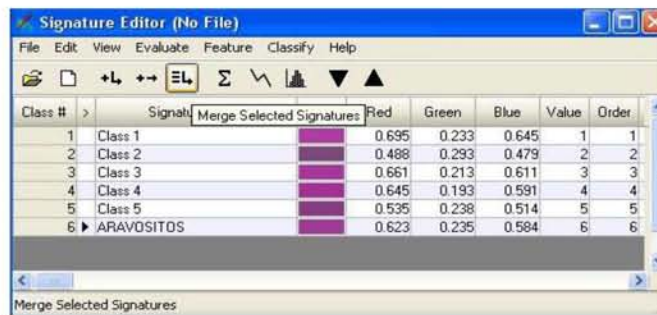 Signature Editor (No File)
File Edit View Evaluate Feature Classify Help
Σ
Class # > Signatu Merge Selected Signatures Red Green Blue Value Order
1 Class 1 0.695 0.233 0.645 1 1
2 Class 2 0.488 0.293 0.479 2 2
3 Class 3 0.661 0.213 0.611 3 3
4 Class 4 0.645 0.193 0.591 4 4
5 Class 5 0.535 0.238 0.514 5 5
6 ARAVOSITOS 0.623 0.235 0.584 6 6
Merge Selected Signatures